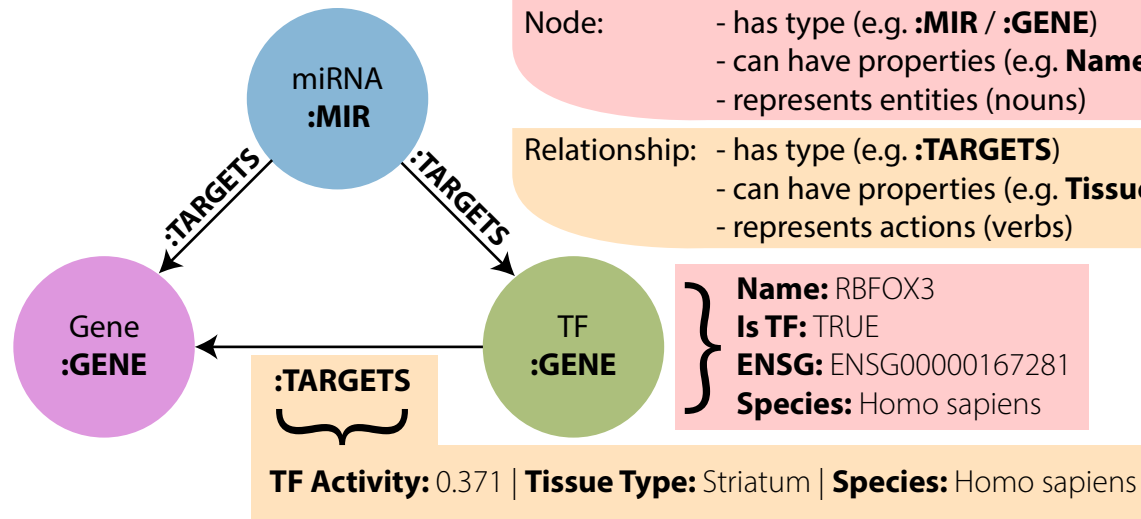 Node: - has type (e.g. :MIR / :GENE)
- can have properties (e.g. Name
- represents entities (nouns)
Relationship: - has type (e.g. :TARGETS)
- can have properties (e.g. Tissue
- represents actions (verbs)
miRNA
:MIR
:TARGETS
:TARGETS
Gene
:GENE
TF
:GENE
Name: RBFOX3
Is TF: TRUE
ENSG: ENSG00000167281
Species: Homo sapiens
:TARGETS
TF Activity: 0.371 | Tissue Type: Striatum | Species: Homo sapiens